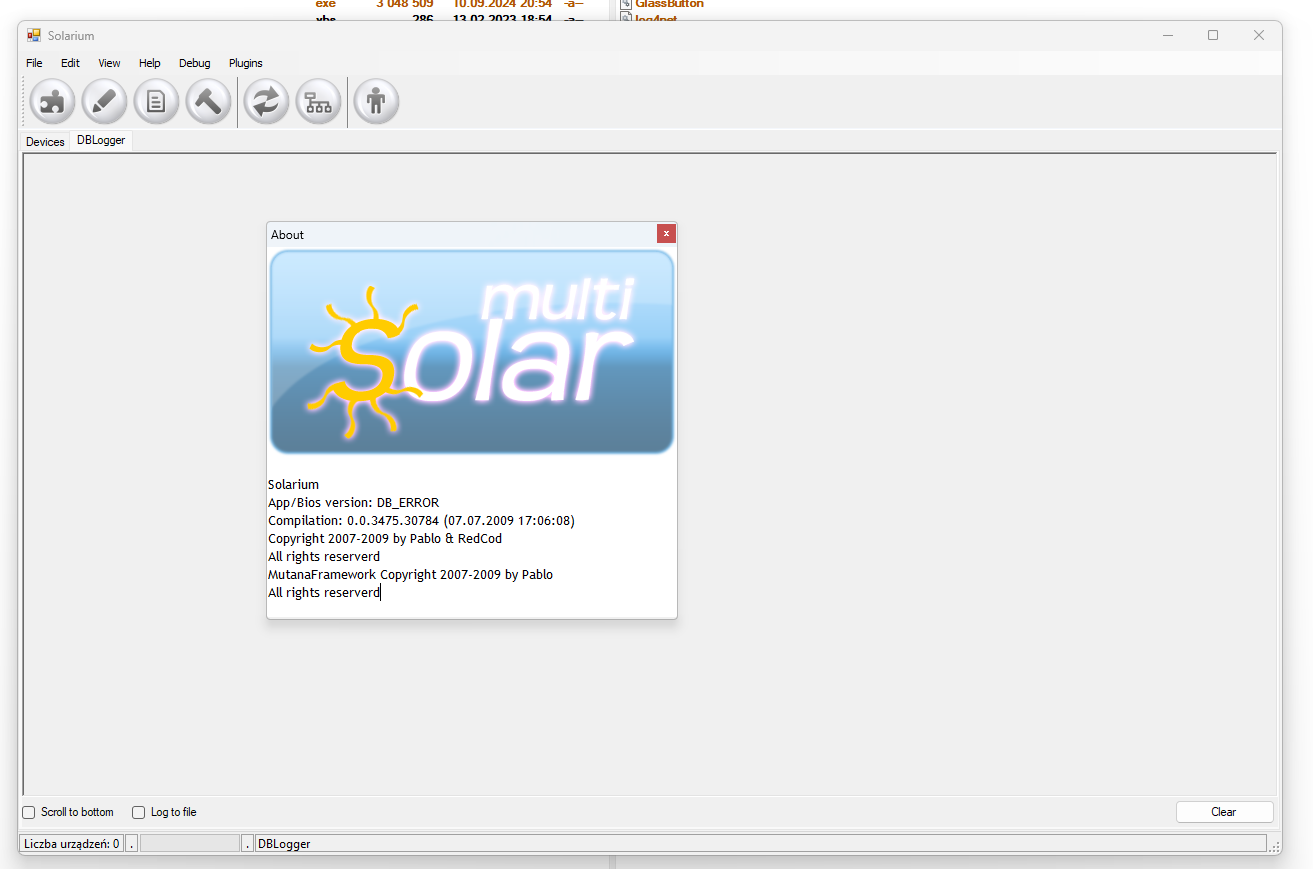 exe 3 048 509 10.09.2024 20:54 -a-- GlassButton
vbs 286 13.02.2023 18:54 -a-- log4net
Solarium
File Edit View Help Debug Plugins
Devices DBLogger
About
multi
Solar
Solarium
App/Bios version: DB_ERROR
Compilation: 0.0.3475.30784 (07.07.2009 17:06:08)
Copyright 2007-2009 by Pablo & RedCod
All rights reserverd
MutanaFramework Copyright 2007-2009 by Pablo
All rights reserverd
Scroll to bottom Log to file Clear
Liczba urządzeń: 0 . . DBLogger